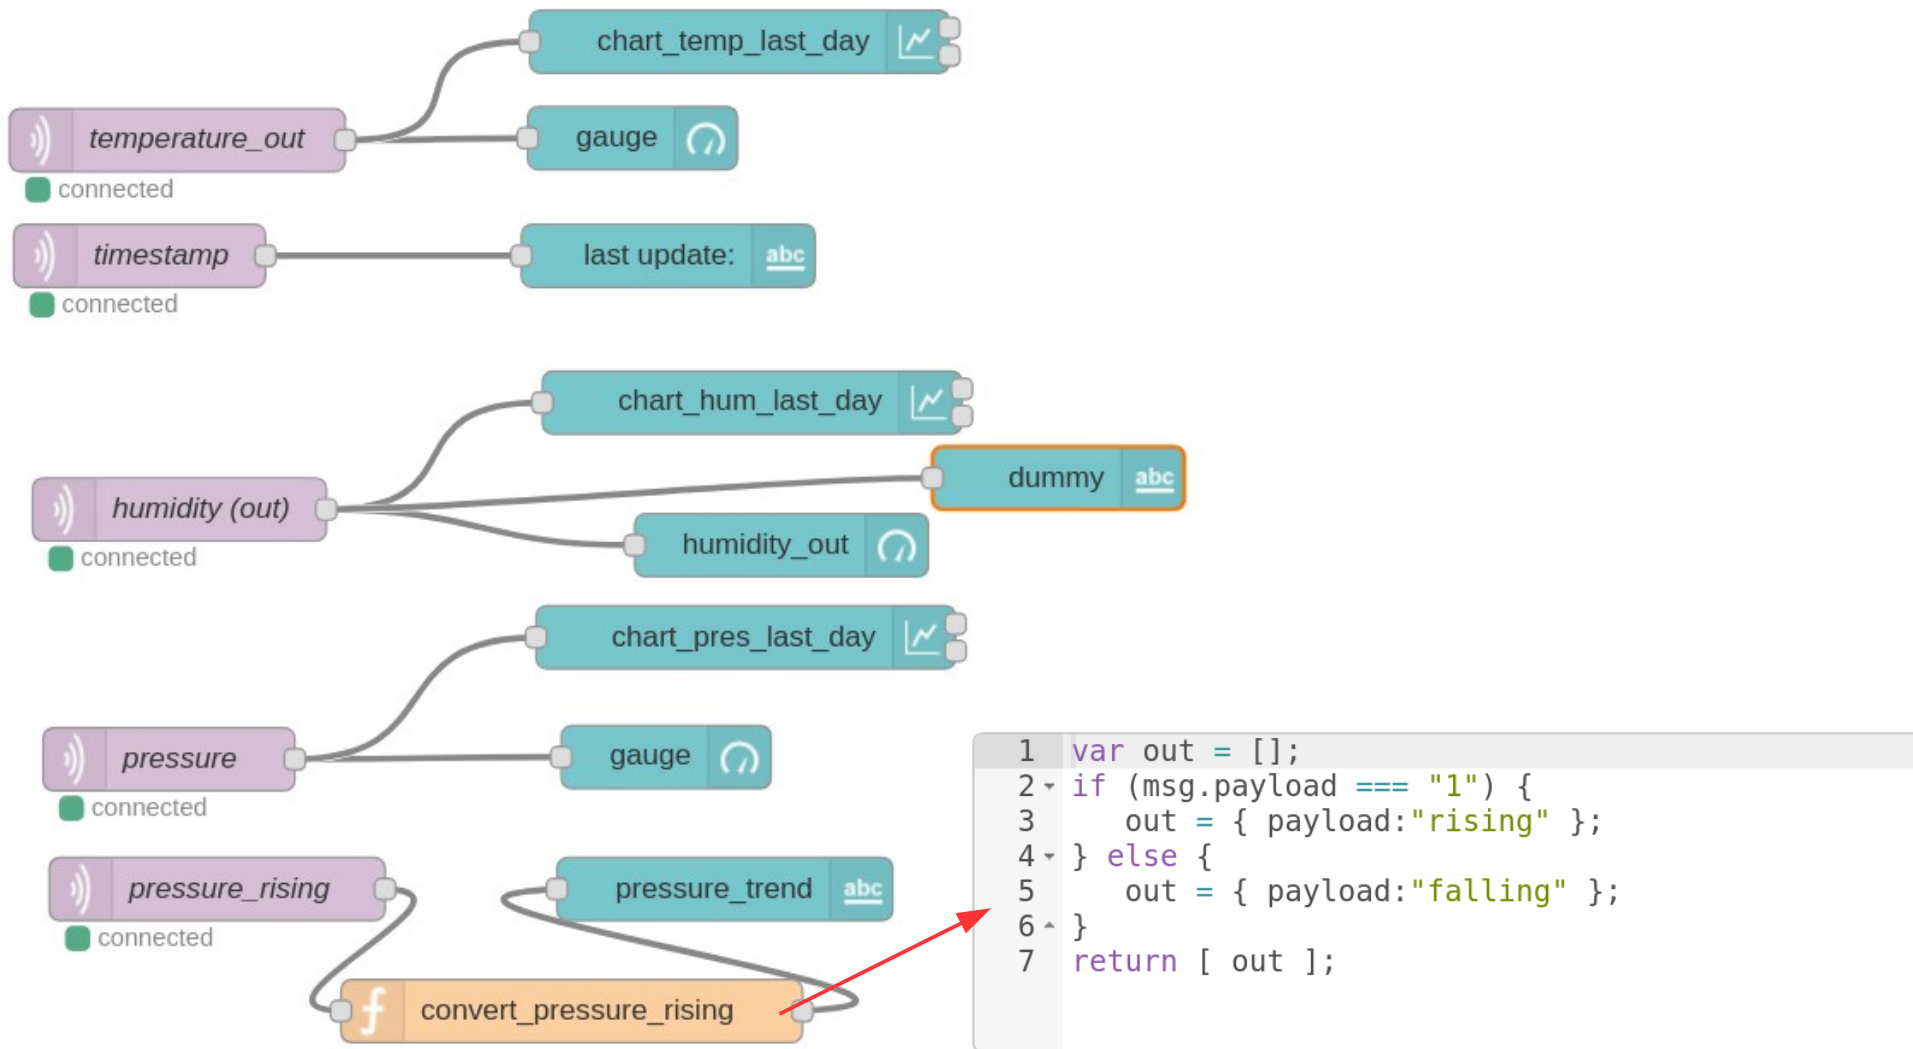 chart_temp_last_day
temperature_out
gauge
connected
timestamp
last update:
abc
connected
chart_hum_last_day
dummy
abc
humidity (out)
humidity_out
connected
chart_pres_last_day
pressure
gauge
connected
pressure_rising
pressure_trend
abc
connected
convert_pressure_rising
1 var out = [];
2 if (msg.payload === "1") {
3    out = { payload:"rising" };
4 } else {
5    out = { payload:"falling" };
6 }
7 return [ out ];